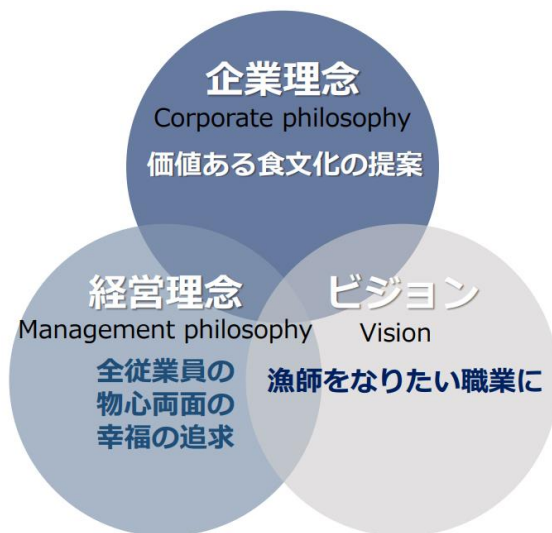 企業理念
Corporate philosophy
価値ある食文化の提案
経営理念
Management philosophy
全従業員の
物心両面の
幸福の追求
ビジョン
Vision
漁師をなりたい職業に